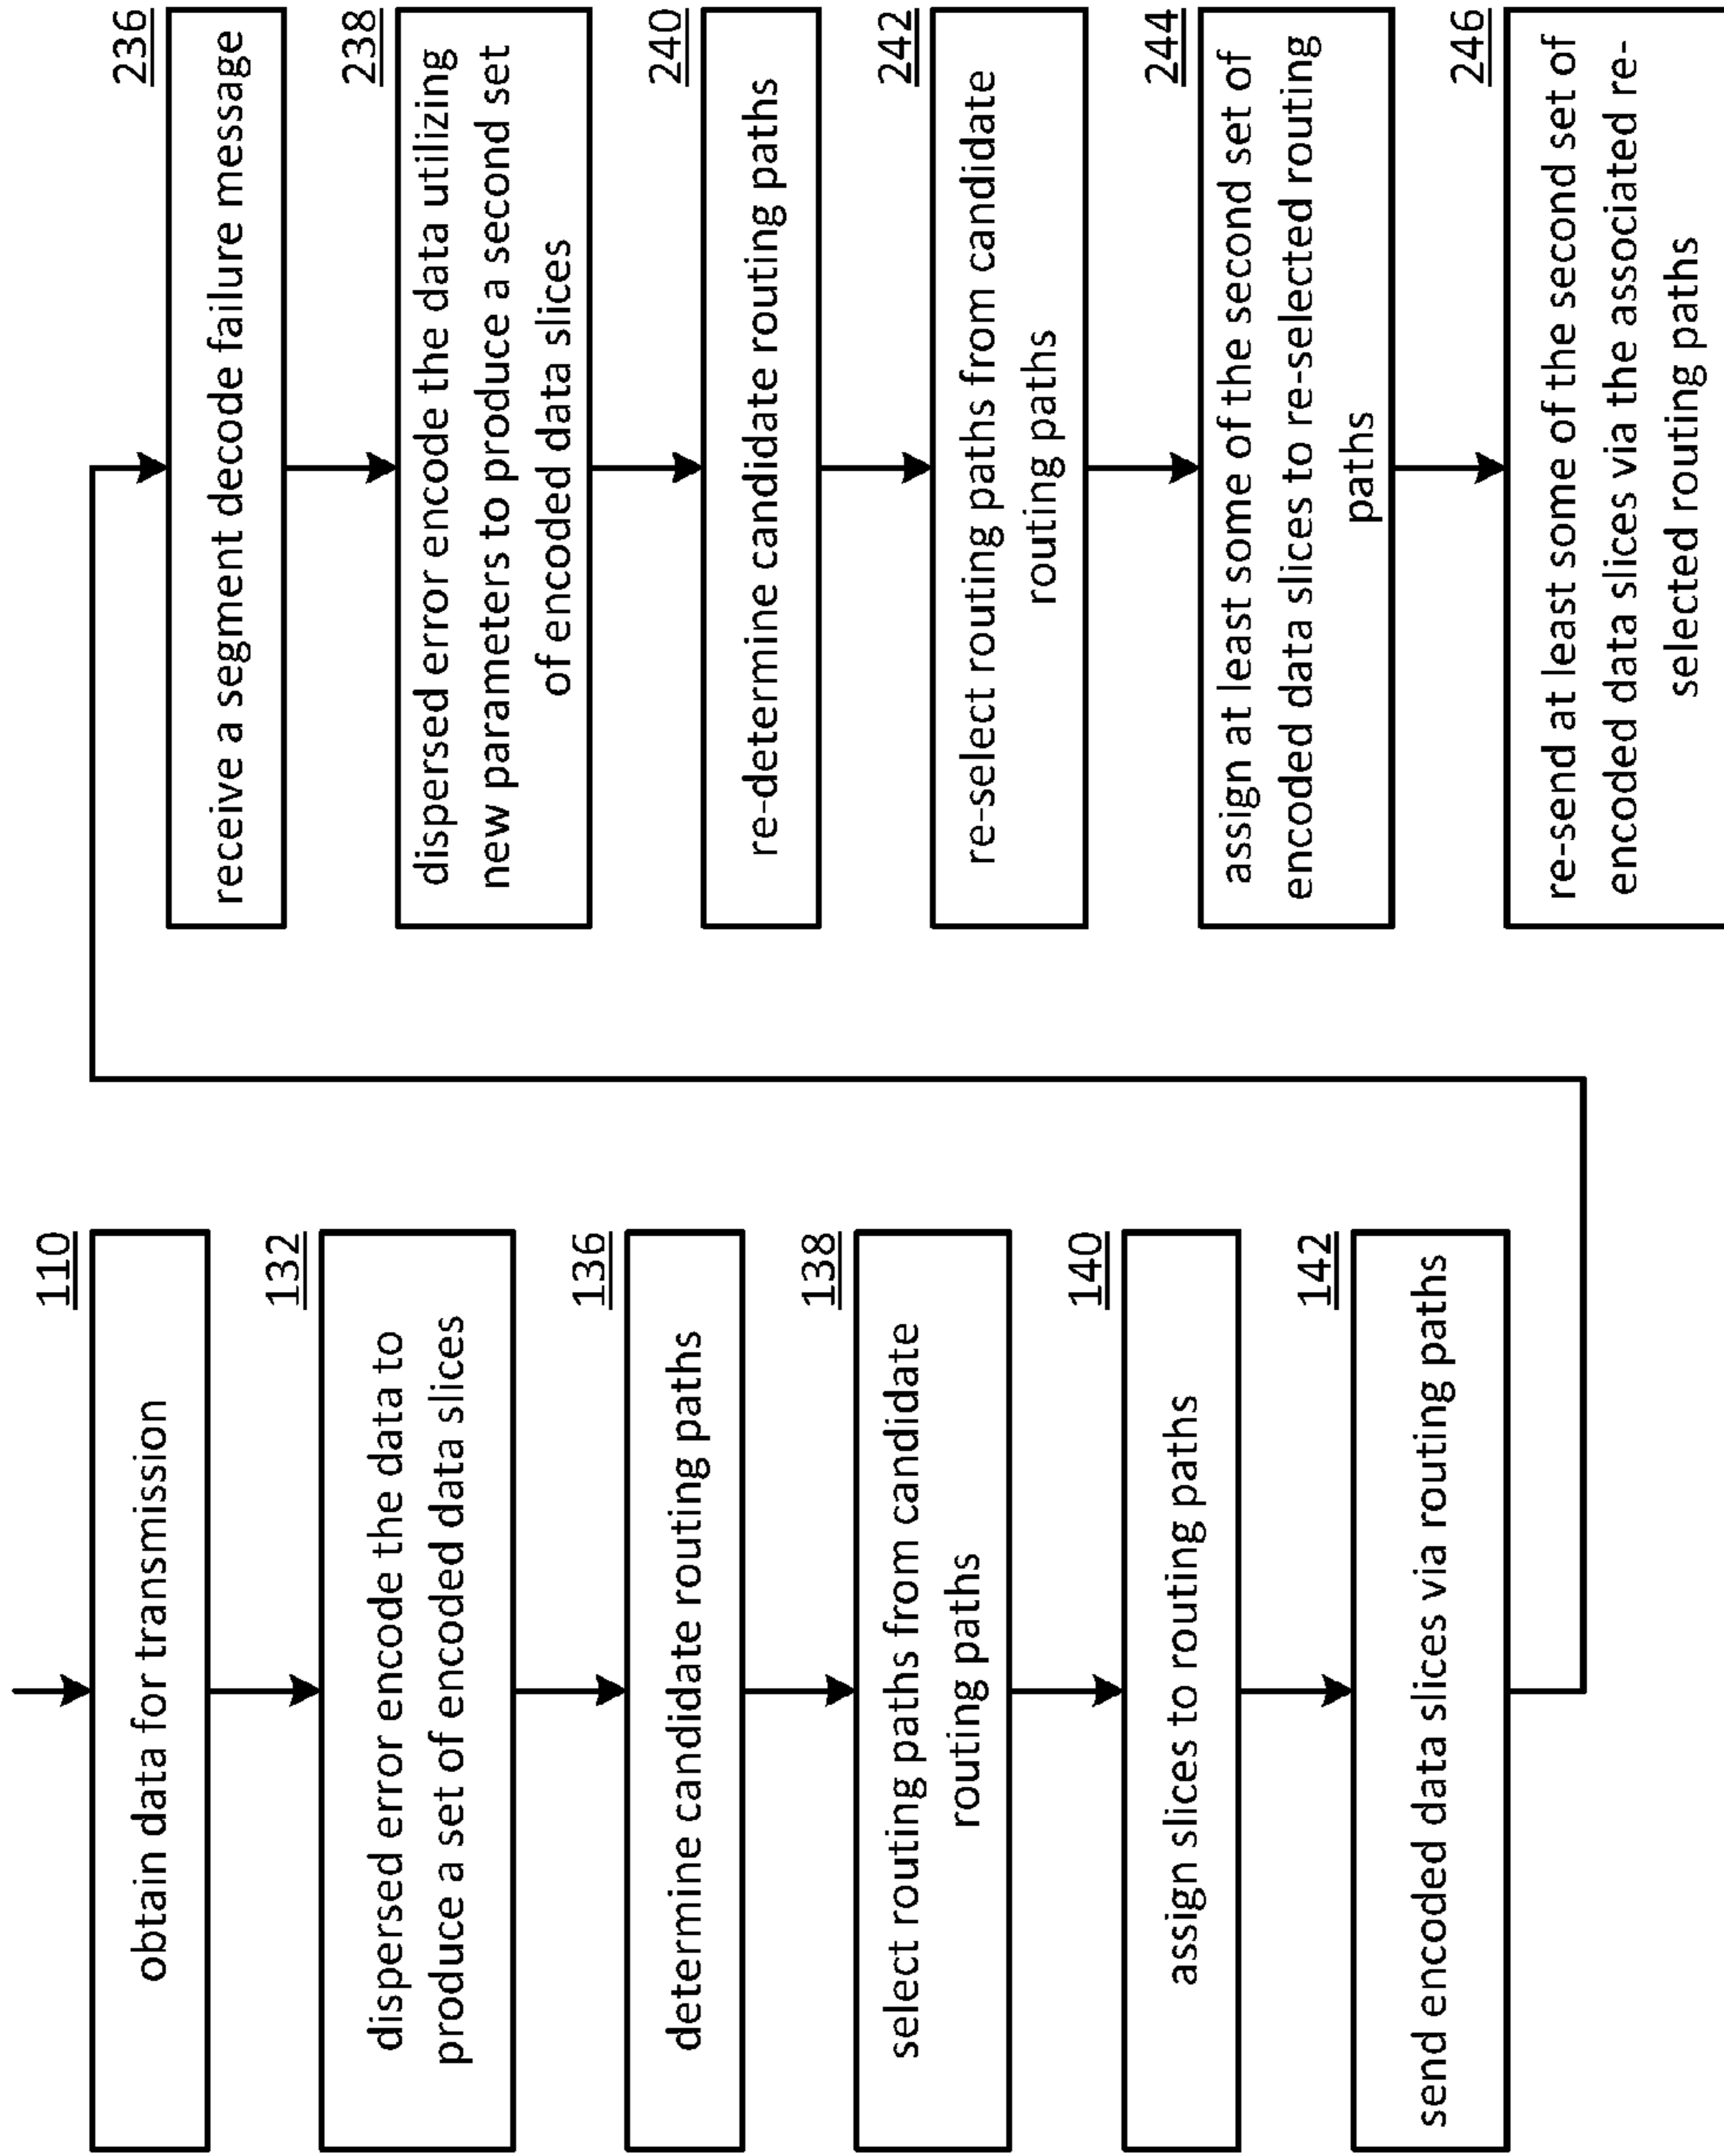 110
obtain data for transmission
132
dispersed error encode the data to
produce a set of encoded data slices
136
determine candidate routing paths
138
select routing paths from candidate
routing paths
140
assign slices to routing paths
142
send encoded data slices via routing paths
236
receive a segment decode failure message
238
dispersed error encode the data utilizing
new parameters to produce a second set
of encoded data slices
240
re-determine candidate routing paths
242
re-select routing paths from candidate
routing paths
244
assign at least some of the second set of
encoded data slices to re-selected routing
paths
246
re-send at least some of the second set of
encoded data slices via the associated re-
selected routing paths